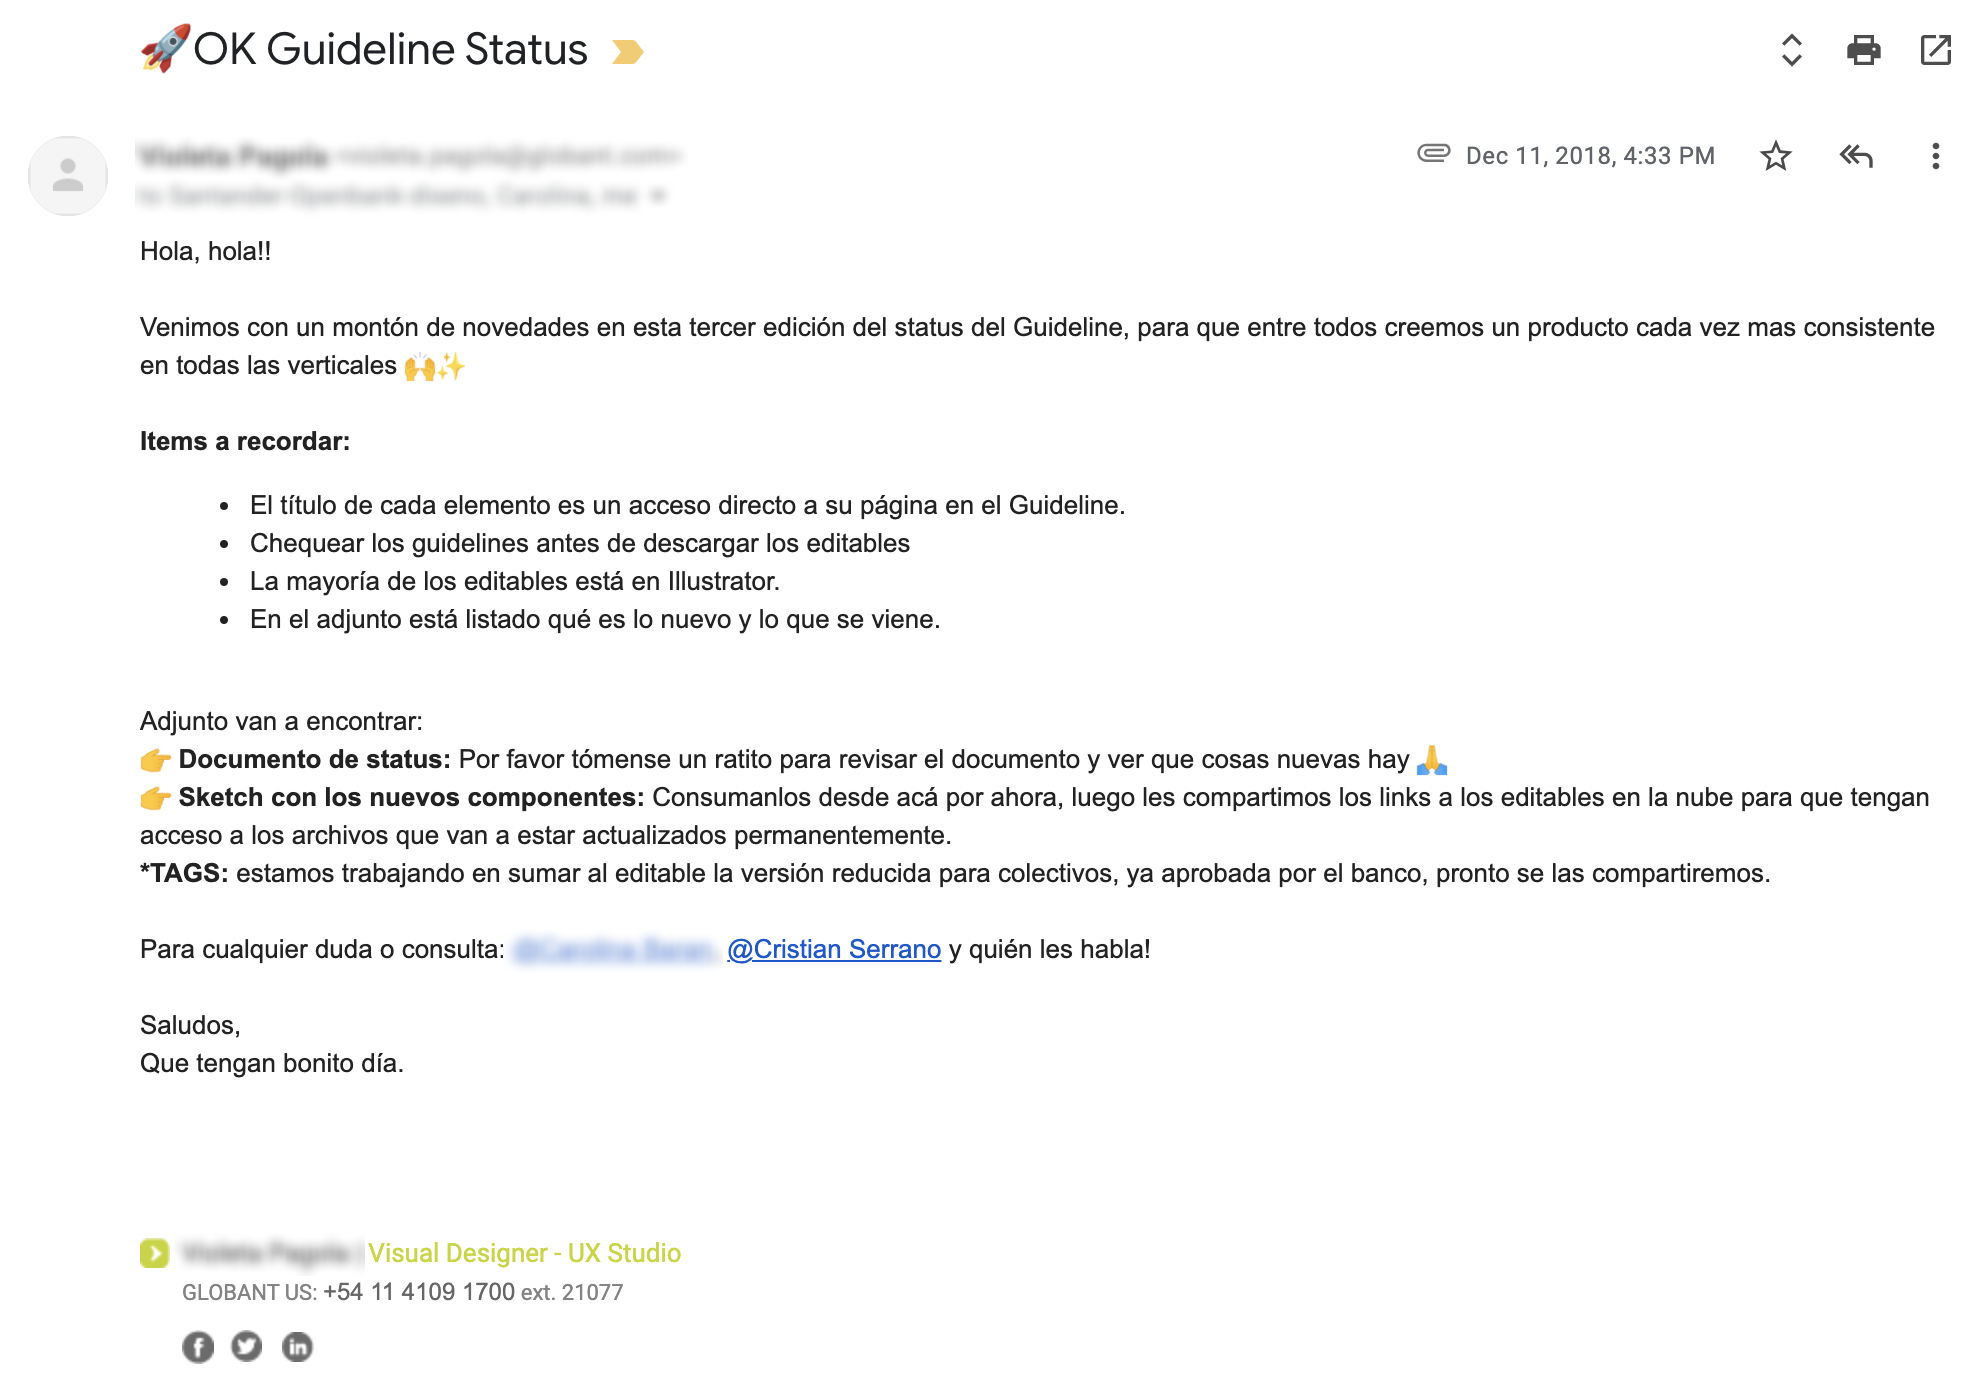 🚀OK Guideline Status
Dec 11, 2018, 4:33 PM
Hola, hola!!
Venimos con un montón de novedades en esta tercer edición del status del Guideline, para que entre todos creemos un producto cada vez mas consistente
en todas las verticales 🙌✨
Items a recordar:
• El título de cada elemento es un acceso directo a su página en el Guideline.
• Chequear los guidelines antes de descargar los editables
• La mayoría de los editables está en Illustrator.
• En el adjunto está listado qué es lo nuevo y lo que se viene.
Adjunto van a encontrar:
👉 Documento de status: Por favor tómense un ratito para revisar el documento y ver que cosas nuevas hay 🙏
👉 Sketch con los nuevos componentes: Consumanlos desde acá por ahora, luego les compartimos los links a los editables en la nube para que tengan
acceso a los archivos que van a estar actualizados permanentemente.
*TAGS: estamos trabajando en sumar al editable la versión reducida para colectivos, ya aprobada por el banco, pronto se las compartiremos.
Para cualquier duda o consulta: @Cristian Serrano y quién les habla!
Saludos,
Que tengan bonito día.
Visual Designer - UX Studio
GLOBANT US: +54 11 4109 1700 ext. 21077